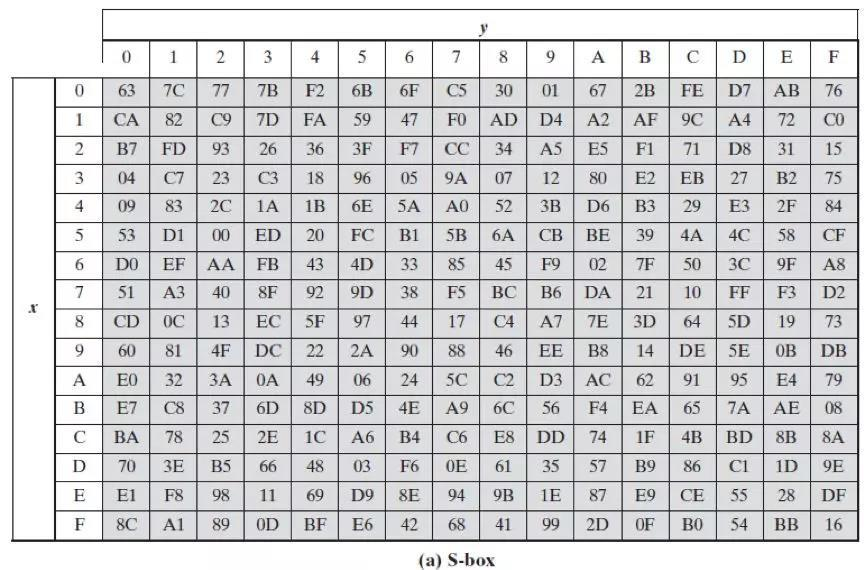 y
0 1 2 3 4 5 6 7 8 9 A B C D E F
0 63 7C 77 7B F2 6B 6F C5 30 01 67 2B FE D7 AB 76
1 CA 82 C9 7D FA 59 47 F0 AD D4 A2 AF 9C A4 72 C0
2 B7 FD 93 26 36 3F F7 CC 34 A5 E5 F1 71 D8 31 15
3 04 C7 23 C3 18 96 05 9A 07 12 80 E2 EB 27 B2 75
4 09 83 2C 1A 1B 6E 5A A0 52 3B D6 B3 29 E3 2F 84
5 53 D1 00 ED 20 FC B1 5B 6A CB BE 39 4A 4C 58 CF
6 D0 EF AA FB 43 4D 33 85 45 F9 02 7F 50 3C 9F A8
7 51 A3 40 8F 92 9D 38 F5 BC B6 DA 21 10 FF F3 D2
x
8 CD 0C 13 EC 5F 97 44 17 C4 A7 7E 3D 64 5D 19 73
9 60 81 4F DC 22 2A 90 88 46 EE B8 14 DE 5E 0B DB
A E0 32 3A 0A 49 06 24 5C C2 D3 AC 62 91 95 E4 79
B E7 C8 37 6D 8D D5 4E A9 6C 56 F4 EA 65 7A AE 08
C BA 78 25 2E 1C A6 B4 C6 E8 DD 74 1F 4B BD 8B 8A
D 70 3E B5 66 48 03 F6 0E 61 35 57 B9 86 C1 1D 9E
E E1 F8 98 11 69 D9 8E 94 9B 1E 87 E9 CE 55 28 DF
F 8C A1 89 0D BF E6 42 68 41 99 2D 0F B0 54 BB 16
(a) S-box